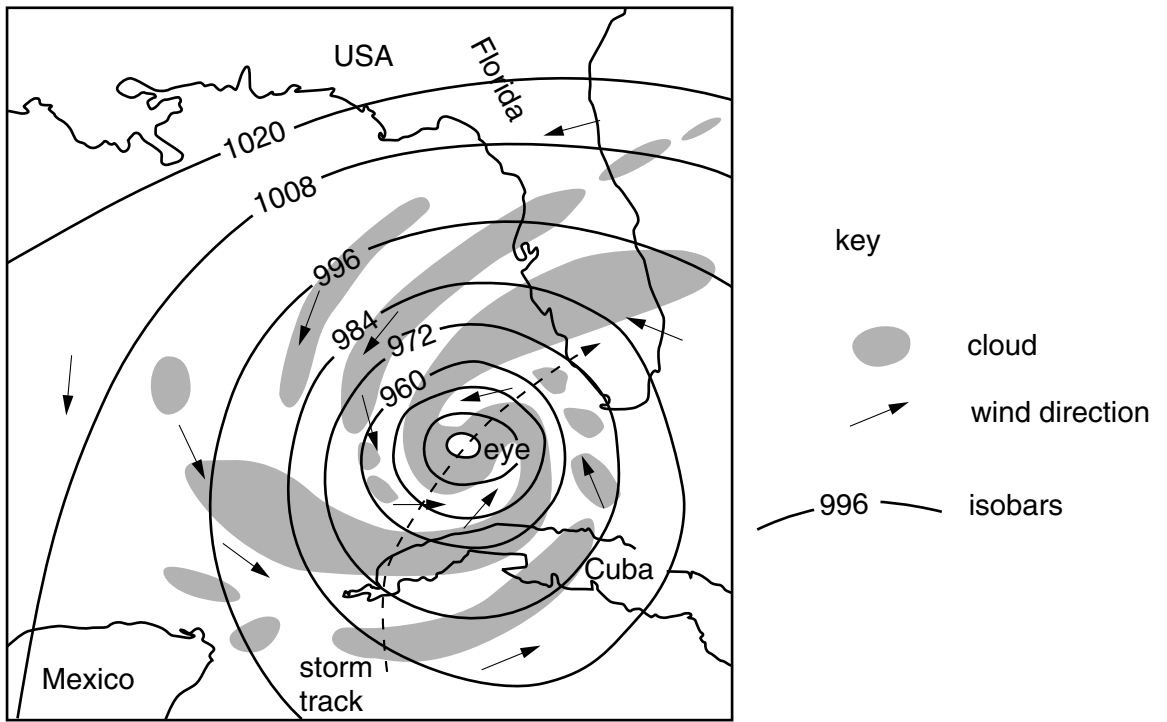 USA
Florida
1020
1008
996
984
972
960
eye
Cuba
Mexico
storm
track
key
cloud
wind direction
996
isobars